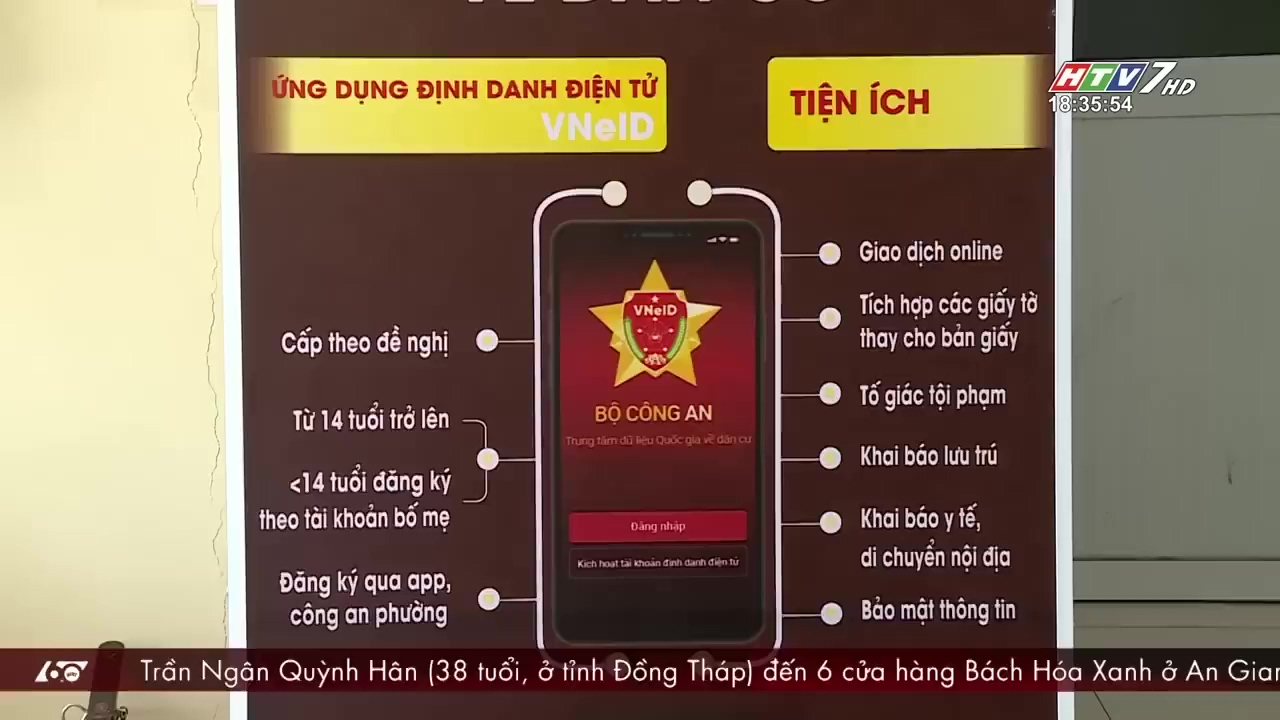 ỨNG DỤNG ĐỊNH DANH ĐIỆN TỬ
VNeID
TIỆN ÍCH
HTV7 HD
18:35:54
Cấp theo đề nghị
Từ 14 tuổi trở lên
<14 tuổi đăng ký
theo tài khoản bố mẹ
Đăng ký qua app,
công an phường
VNeID
BỘ CÔNG AN
Trung tâm dữ liệu Quốc gia về dân cư
Đăng nhập
Kích hoạt tài khoản định danh điện tử
Giao dịch online
Tích hợp các giấy tờ
thay cho bản giấy
Tố giác tội phạm
Khai báo lưu trú
Khai báo y tế,
di chuyển nội địa
Bảo mật thông tin
60 Trần Ngân Quỳnh Hân (38 tuổi, ở tỉnh Đồng Tháp) đến 6 cửa hàng Bách Hóa Xanh ở An Gian